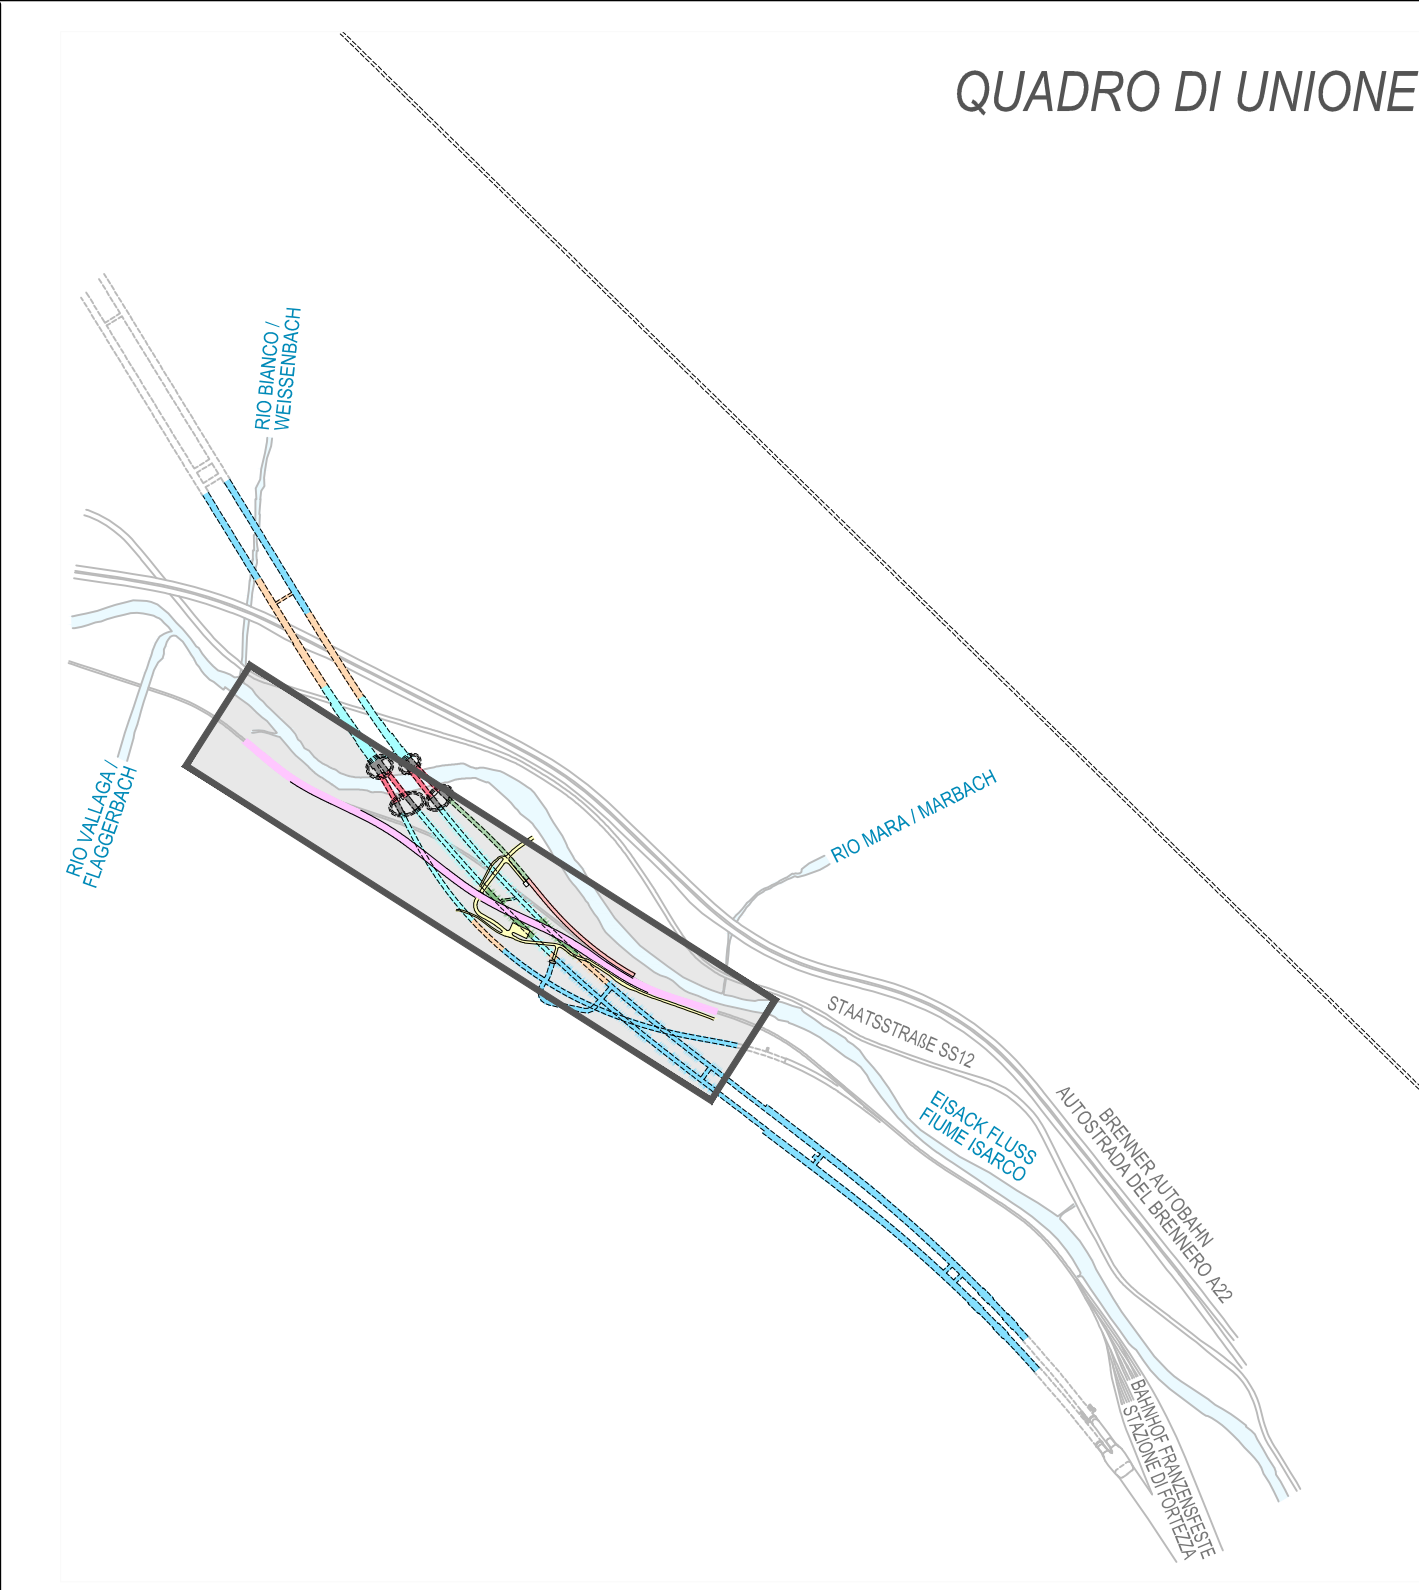 QUADRO DI UNIONE
RIO BIANCO /
WEISSENBACH
RIO VALLAGA /
FLAGGERBACH
RIO MARA / MARBACH
STAATSSTRAßE SS12
EISACK FLUSS
FIUME ISARCO
BRENNER AUTOBAHN
AUTOSTRADA DEL BRENNERO A22
BAHNHOF FRANZENSFESTE
STAZIONE DI FORTEZZA